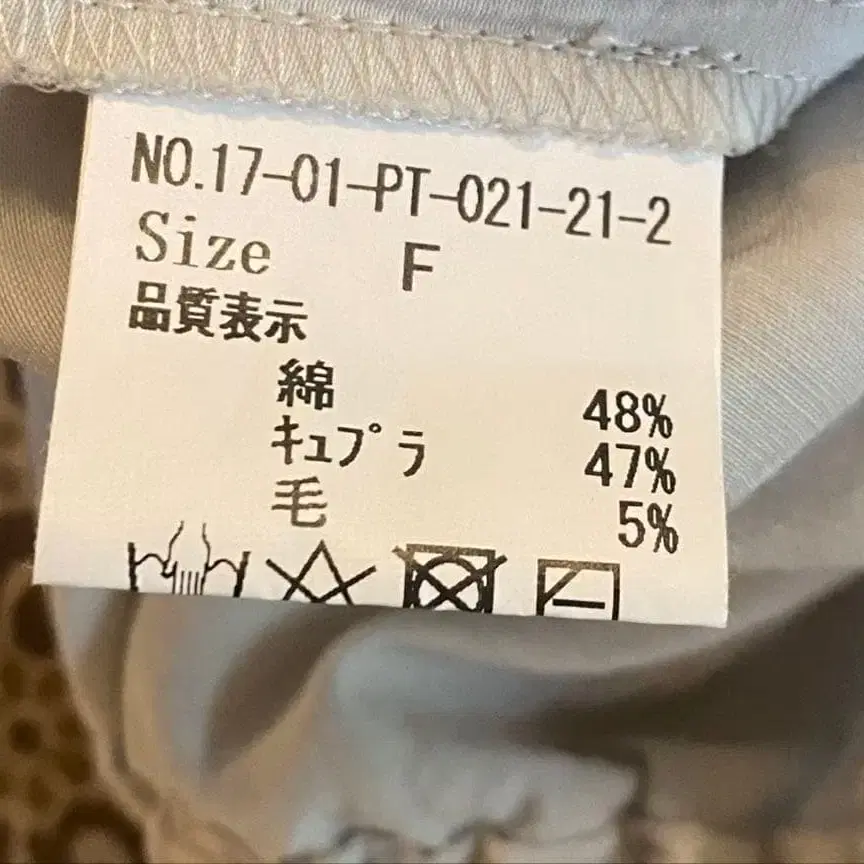 NO.17-01-PT-021-21-2
Size F
品質表示
綿 48%
キュプラ 47%
毛 5%